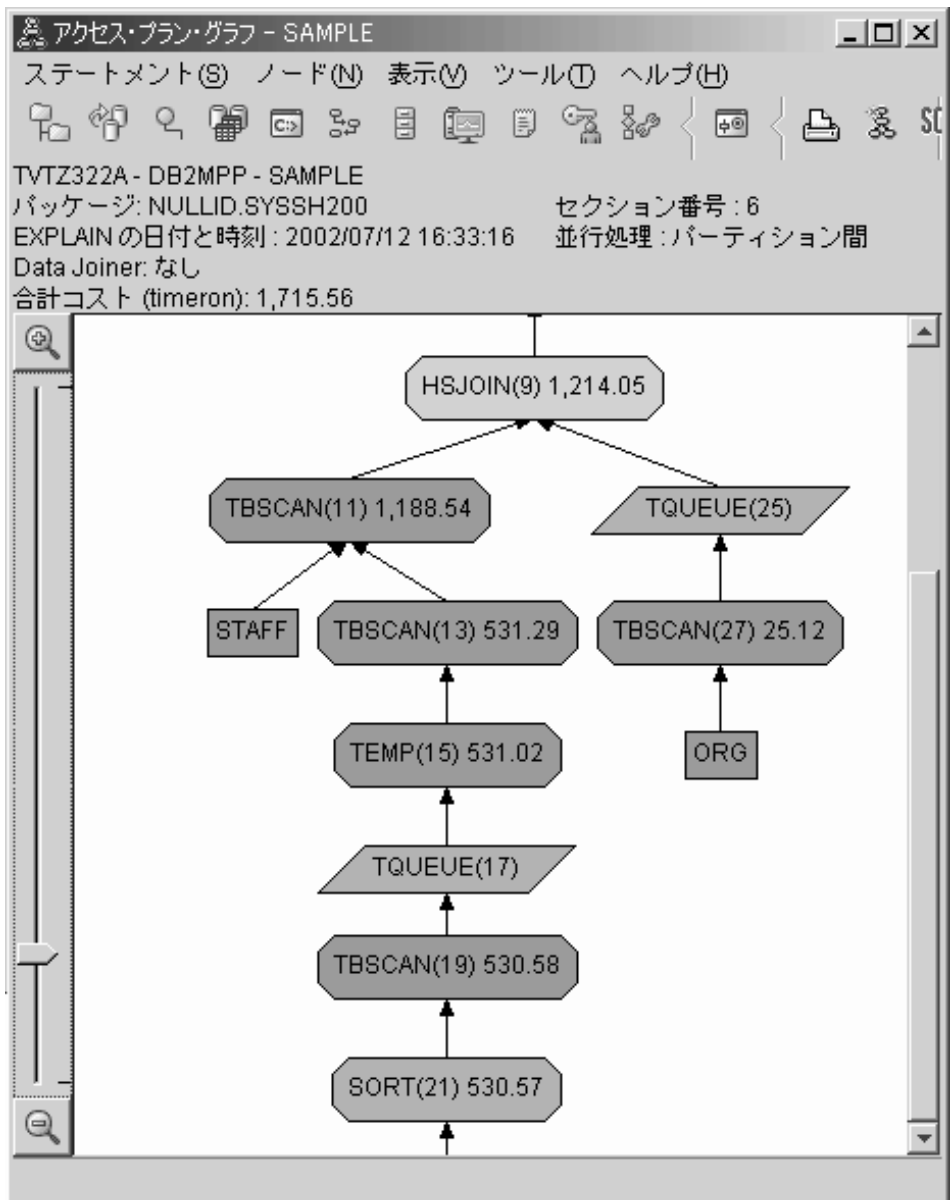 アクセス・プラン・グラフ - SAMPLE
ステートメント(S) ノード(N) 表示(V) ツール(T) ヘルプ(H)
TVTZ322A - DB2MPP - SAMPLE
パッケージ: NULLID.SYSSH200 セクション番号 : 6
EXPLAIN の日付と時刻 : 2002/07/12 16:33:16 並行処理 : パーティション間
Data Joiner: なし
合計コスト (timeron): 1,715.56
HSJOIN(9) 1,214.05
TBSCAN(11) 1,188.54 TQUEUE(25)
STAFF TBSCAN(13) 531.29 TBSCAN(27) 25.12
TEMP(15) 531.02 ORG
TQUEUE(17)
TBSCAN(19) 530.58
SORT(21) 530.57